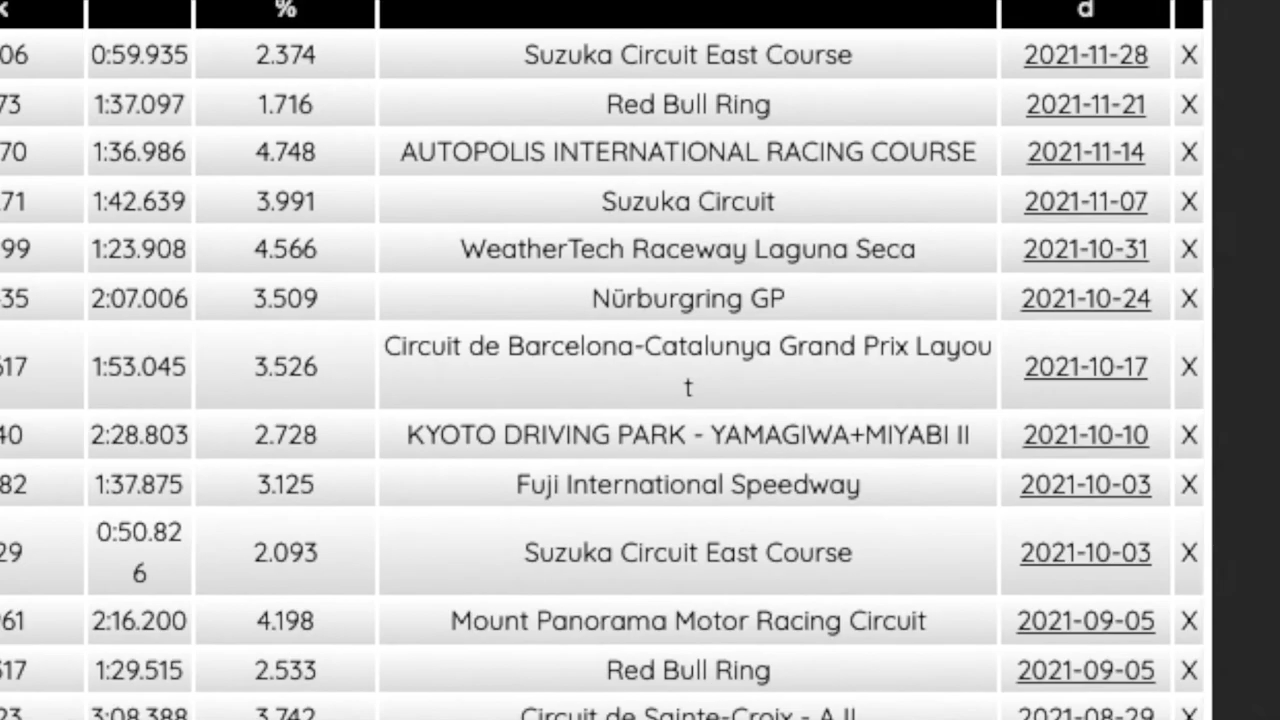 %
d
06 0:59.935 2.374 Suzuka Circuit East Course 2021-11-28 X
73 1:37.097 1.716 Red Bull Ring 2021-11-21 X
70 1:36.986 4.748 AUTOPOLIS INTERNATIONAL RACING COURSE 2021-11-14 X
71 1:42.639 3.991 Suzuka Circuit 2021-11-07 X
99 1:23.908 4.566 WeatherTech Raceway Laguna Seca 2021-10-31 X
35 2:07.006 3.509 Nürburgring GP 2021-10-24 X
517 1:53.045 3.526 Circuit de Barcelona-Catalunya Grand Prix Layou 2021-10-17 X
t
40 2:28.803 2.728 KYOTO DRIVING PARK - YAMAGIWA+MIYABI II 2021-10-10 X
82 1:37.875 3.125 Fuji International Speedway 2021-10-03 X
29 0:50.82 2.093 Suzuka Circuit East Course 2021-10-03 X
6
61 2:16.200 4.198 Mount Panorama Motor Racing Circuit 2021-09-05 X
17 1:29.515 2.533 Red Bull Ring 2021-09-05 X
23 3:08.388 3.742 Circuit de Sainte-Croix - A II 2021-08-29 X